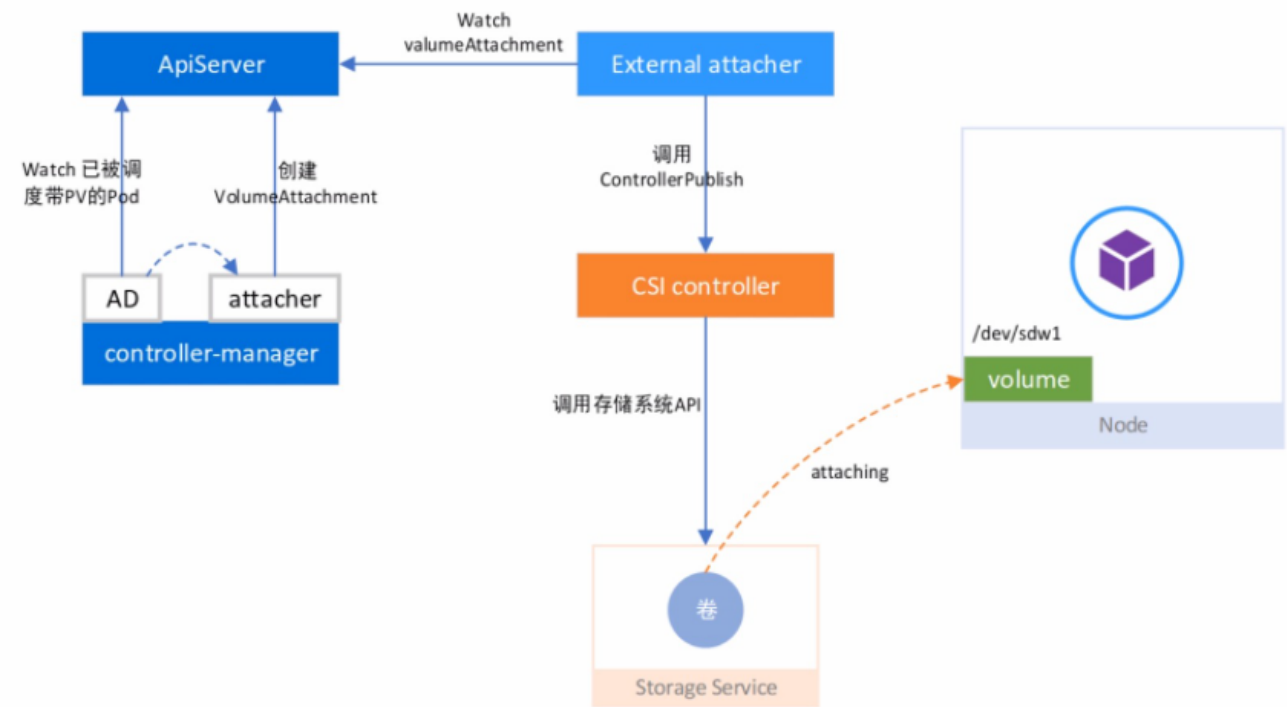 Watch
valumeAttachment
ApiServer
External attacher
Watch 已被调
度带PV的Pod
创建
VolumeAttachment
调用
ControllerPublish
AD
attacher
controller-manager
CSI controller
/dev/sdw1
volume
Node
调用存储系统API
attaching
卷
Storage Service